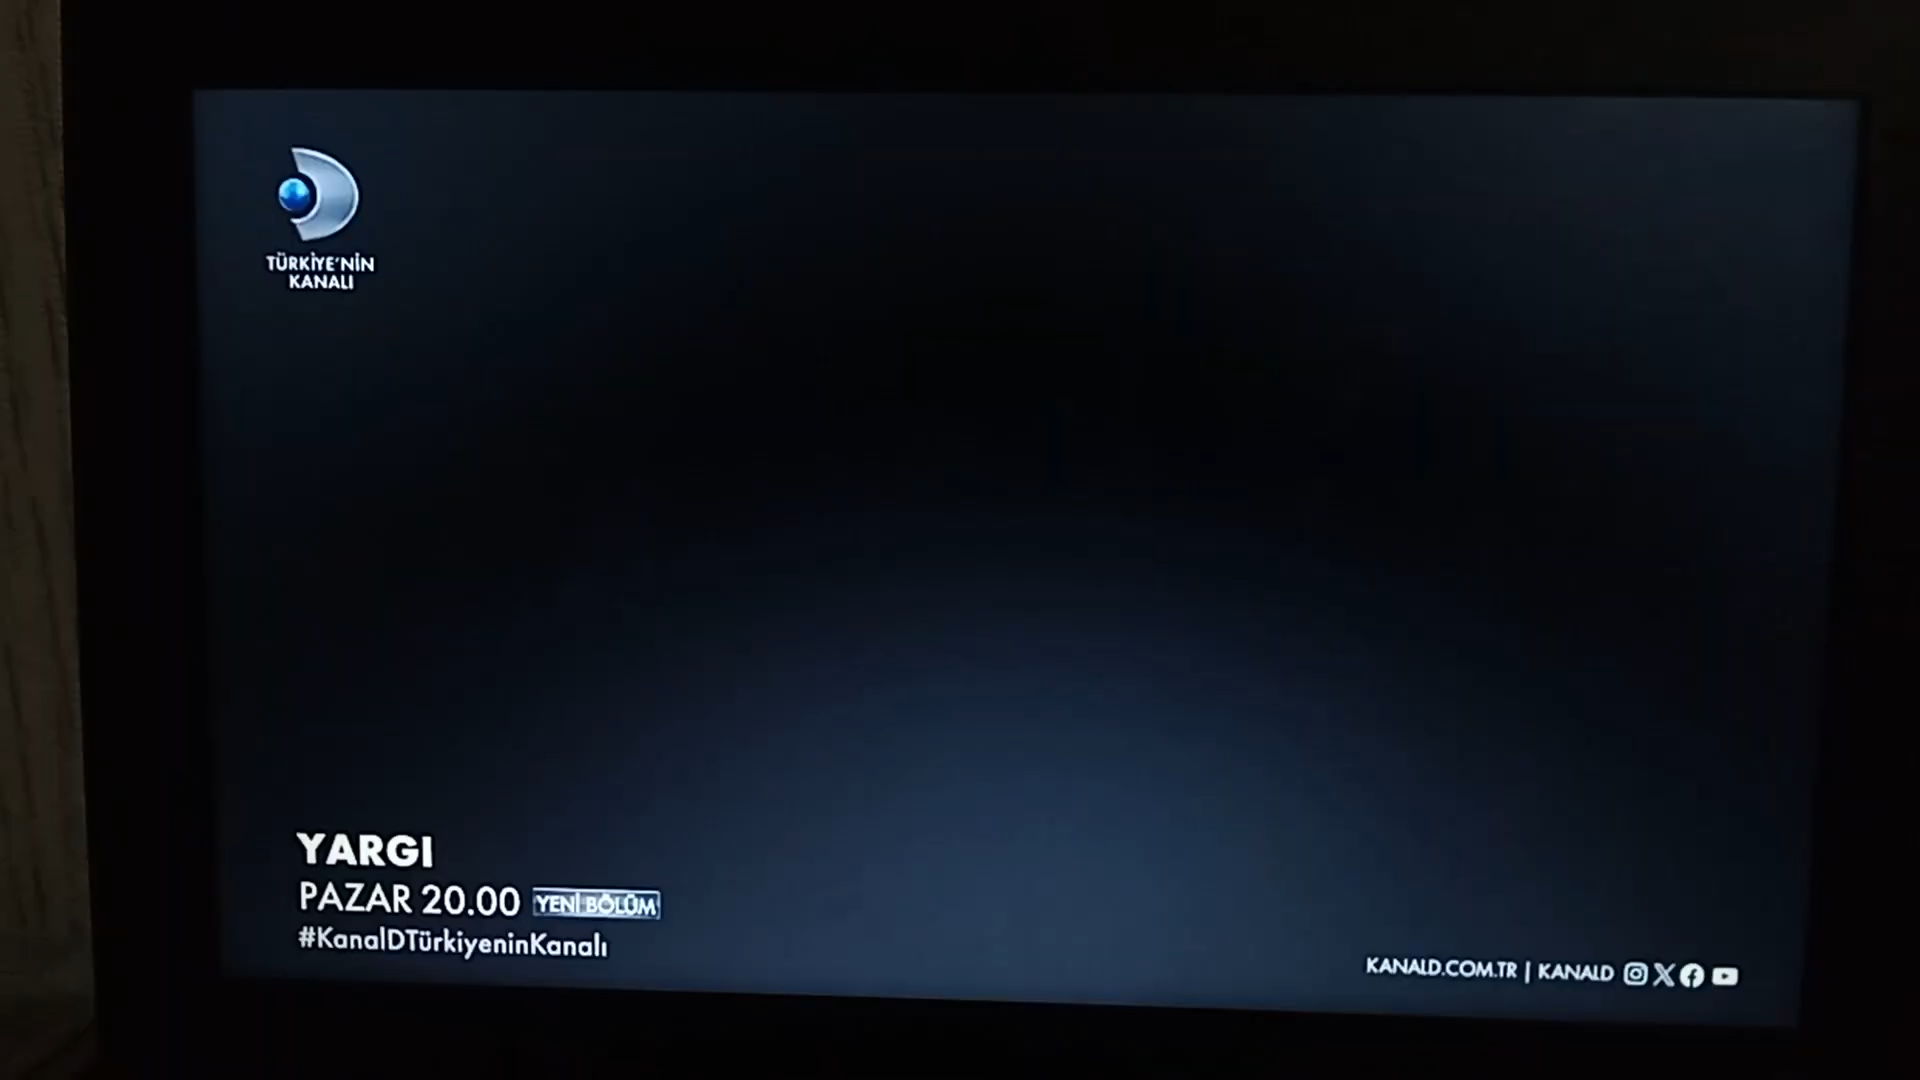 TÜRKİYE'NİN
KANALI
YARGI
PAZAR 20.00 YENİ BÖLÜM
#KanalDTürkiyeninKanalı
KANALD.COM.TR | KANALD